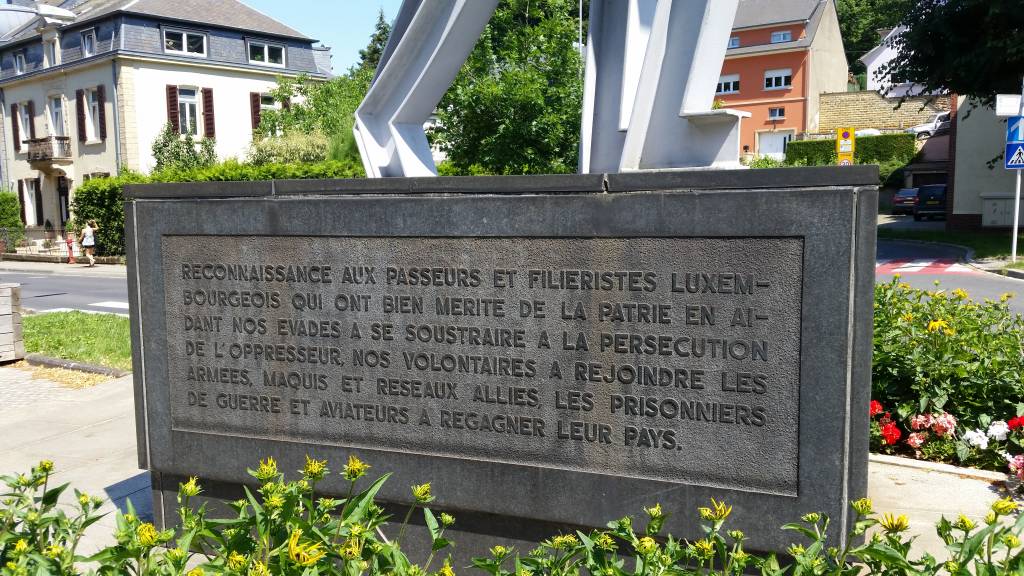 RECONNAISSANCE AUX PASSEURS ET FILIERISTES LUXEM-
BOURGEOIS QUI ONT BIEN MERITE DE LA PATRIE EN AI-
DANT NOS EVADES A SE SOUSTRAIRE A LA PERSECUTION
DE L'OPPRESSEUR, NOS VOLONTAIRES A REJOINDRE LES
ARMEES, MAQUIS ET RESEAUX ALLIES, LES PRISONNIERS
DE GUERRE ET AVIATEURS A REGAGNER LEUR PAYS.